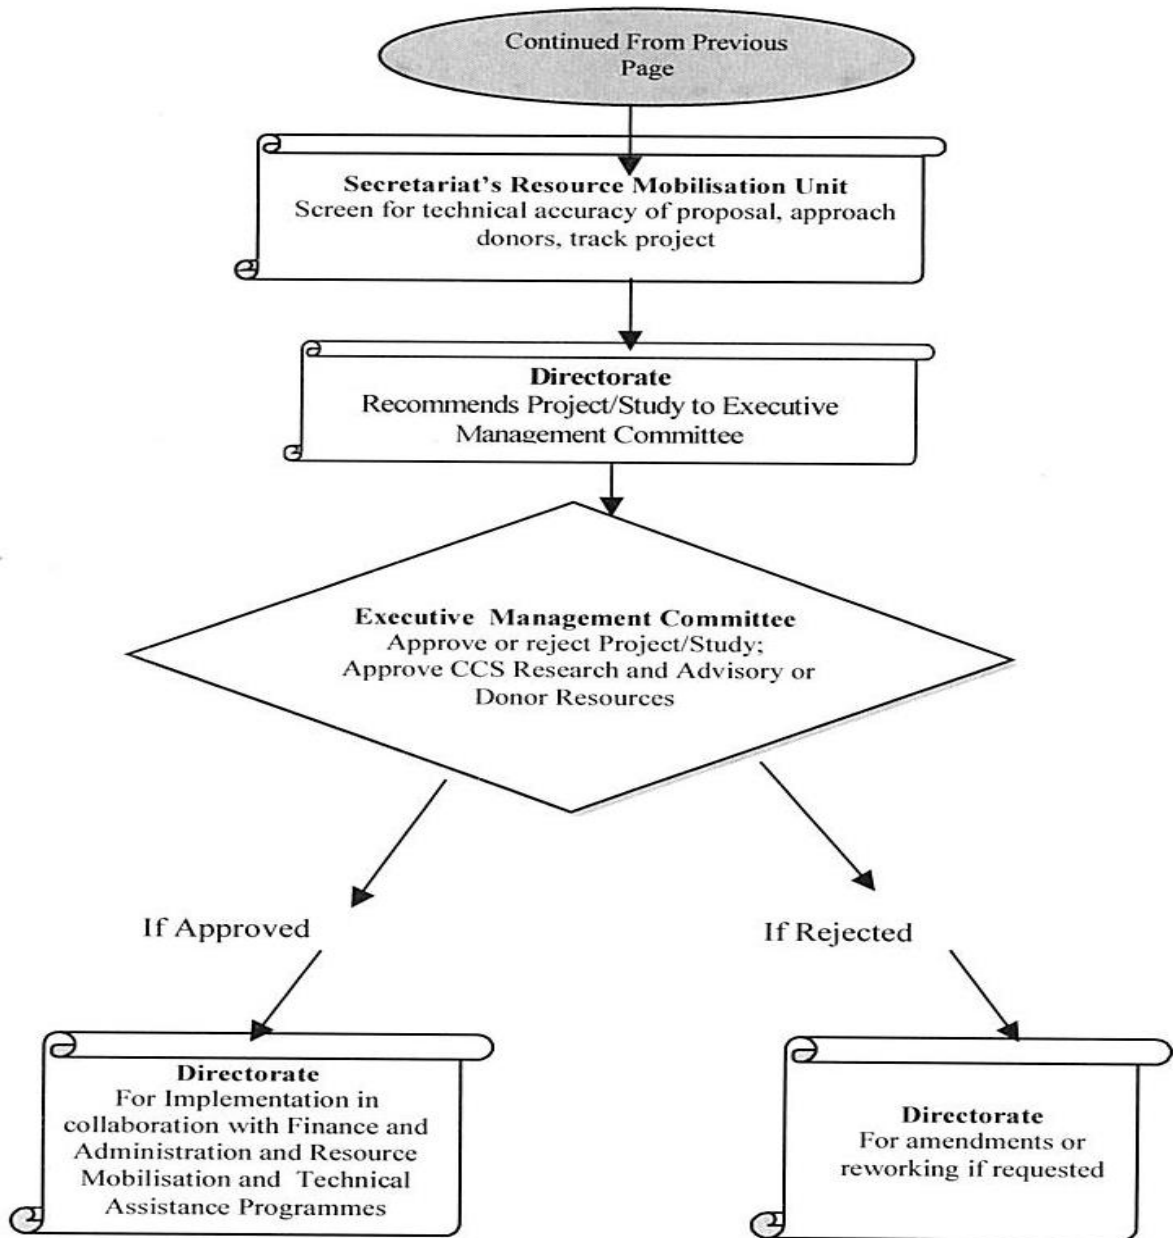 Continued From Previous
Page
Secretariat's Resource Mobilisation Unit
Screen for technical accuracy of proposal, approach
donors, track project
Directorate
Recommends Project/Study to Executive
Management Committee
Executive Management Committee
Approve or reject Project/Study;
Approve CCS Research and Advisory or
Donor Resources
If Approved
If Rejected
Directorate
For Implementation in
collaboration with Finance and
Administration and Resource
Mobilisation and Technical
Assistance Programmes
Directorate
For amendments or
reworking if requested